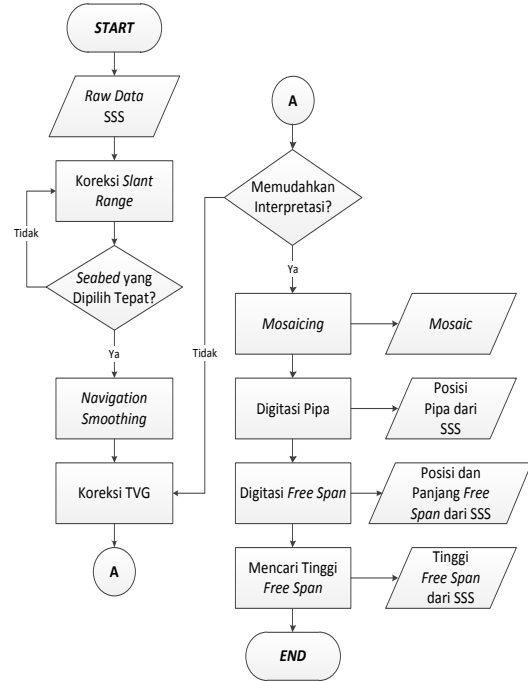 START
Raw Data
SSS
Koreksi Slant
Range
Tidak
Seabed yang
Dipilih Tepat?
Ya
Navigation
Smoothing
Koreksi TVG
A
A
Memudahkan
Interpretasi?
Tidak
Ya
Mosaicing
Mosaic
Digitasi Pipa
Posisi
Pipa dari
SSS
Digitasi Free Span
Posisi dan
Panjang Free
Span dari SSS
Mencari Tinggi
Free Span
Tinggi
Free Span
dari SSS
END